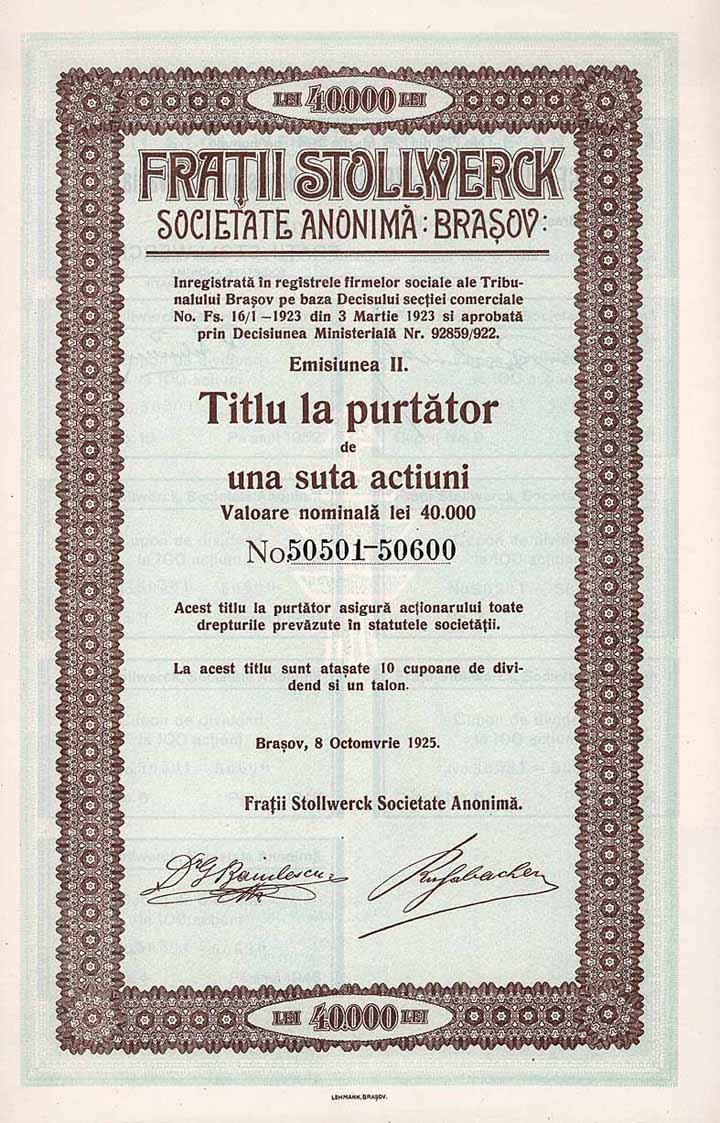 LEI 40.000 LEI
FRAȚII STOLLWERCK
SOCIETATE ANONIMĂ: BRAȘOV:
Inregistrată în registrele firmelor sociale ale Tribu-
nalului Brașov pe baza Decisului secției comerciale
No. Fs. 16/I —1923 din 3 Martie 1923 si aprobată
prin Decisiunea Ministerială Nr. 92859/922.
Emisiunea II.
Titlu la purtător
de
una suta actiuni
Valoare nominală lei 40.000
No. 50501-50600
Acest titlu la purtător asigură acționarului toate
drepturile prevăzute în statutele societății.
La acest titlu sunt atașate 10 cupoane de divi-
dend si un talon.
Brașov, 8 Octomvrie 1925.
Frații Stollwerck Societate Anonimă.
LEI 40.000 LEI
LEHMANN, BRAȘOV.